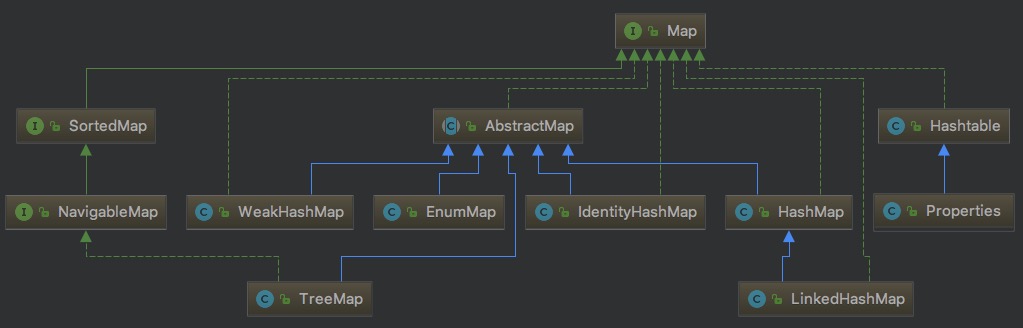 I Map
I SortedMap
C AbstractMap
C Hashtable
I NavigableMap
C WeakHashMap
C EnumMap
C IdentityHashMap
C HashMap
C Properties
C TreeMap
C LinkedHashMap